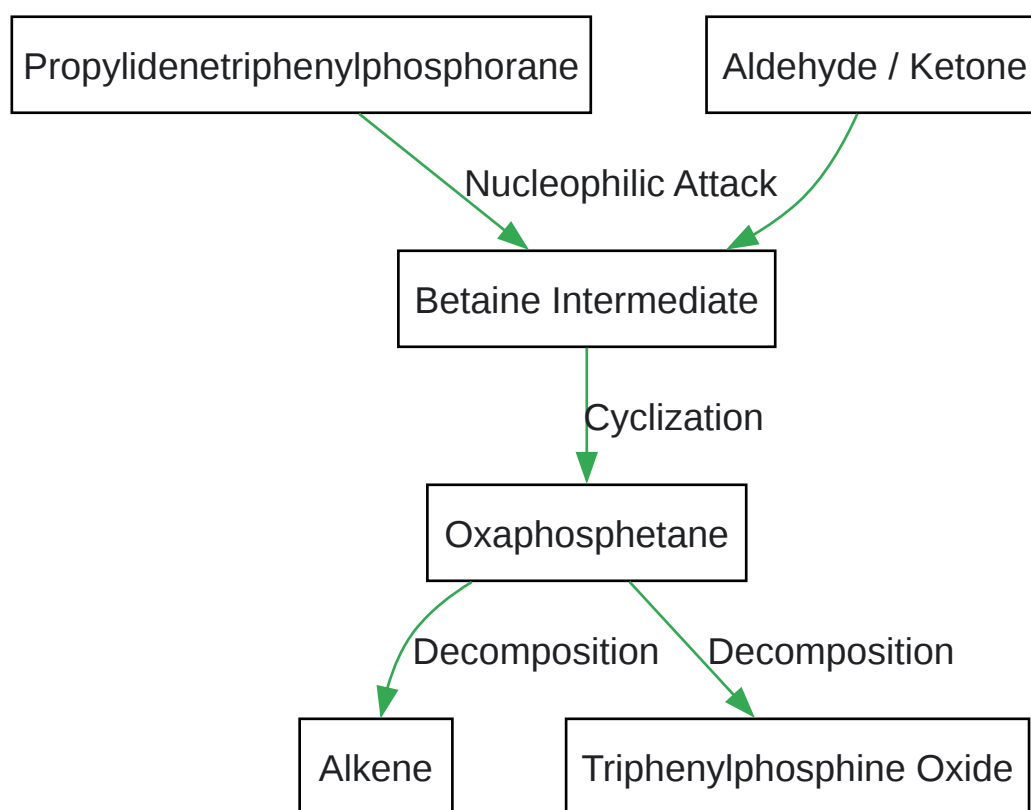 Propylidenetriphenylphosphorane
Aldehyde / Ketone
Nucleophilic Attack
Betaine Intermediate
Cyclization
Oxaphosphetane
Decomposition
Decomposition
Alkene
Triphenylphosphine Oxide